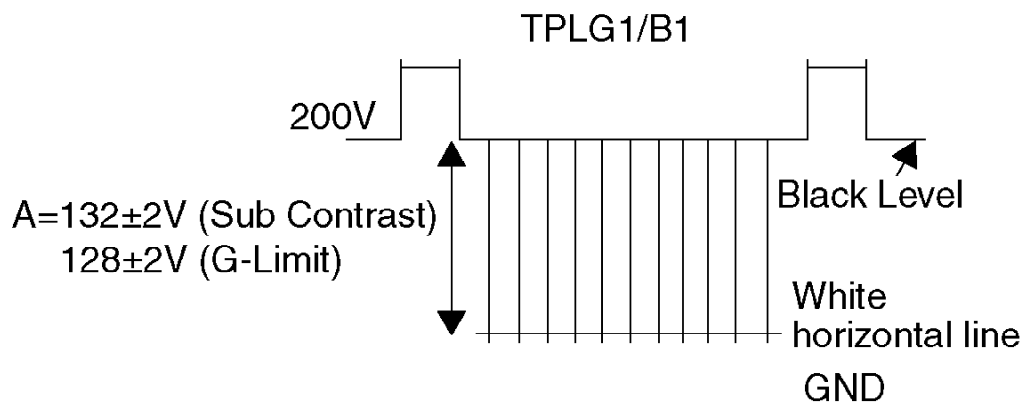 TPLG1/B1
200V
Black Level
A=132±2V (Sub Contrast)
128±2V (G-Limit)
White
horizontal line
GND